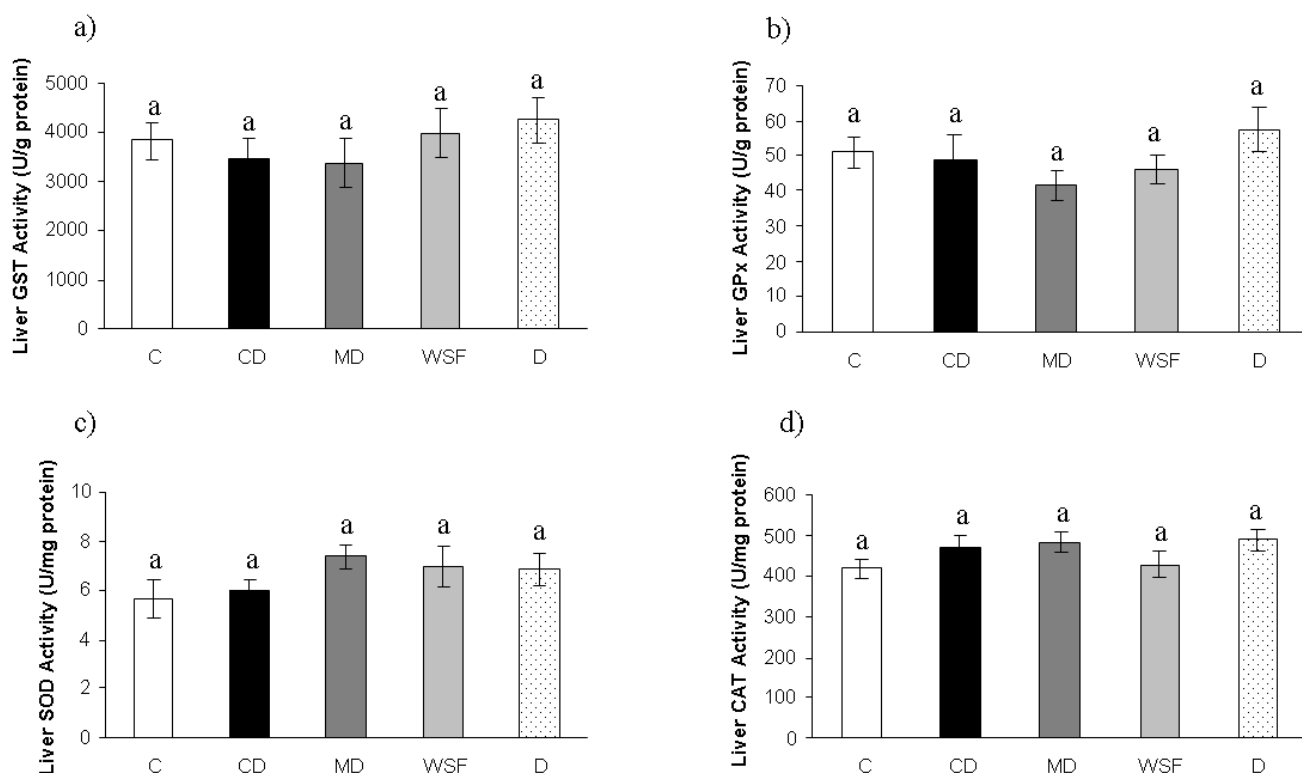 a)
Liver GST Activity (U/g protein)
5000
4000
3000
2000
1000
0
a a a a a
C CD MD WSF D
b)
Liver GPx Activity (U/g protein)
70
60
50
40
30
20
10
0
a a a a a
C CD MD WSF D
c)
Liver SOD Activity (U/mg protein)
10
8
6
4
2
0
a a a a a
C CD MD WSF D
d)
Liver CAT Activity (U/mg protein)
600
500
400
300
200
100
0
a a a a a
C CD MD WSF D